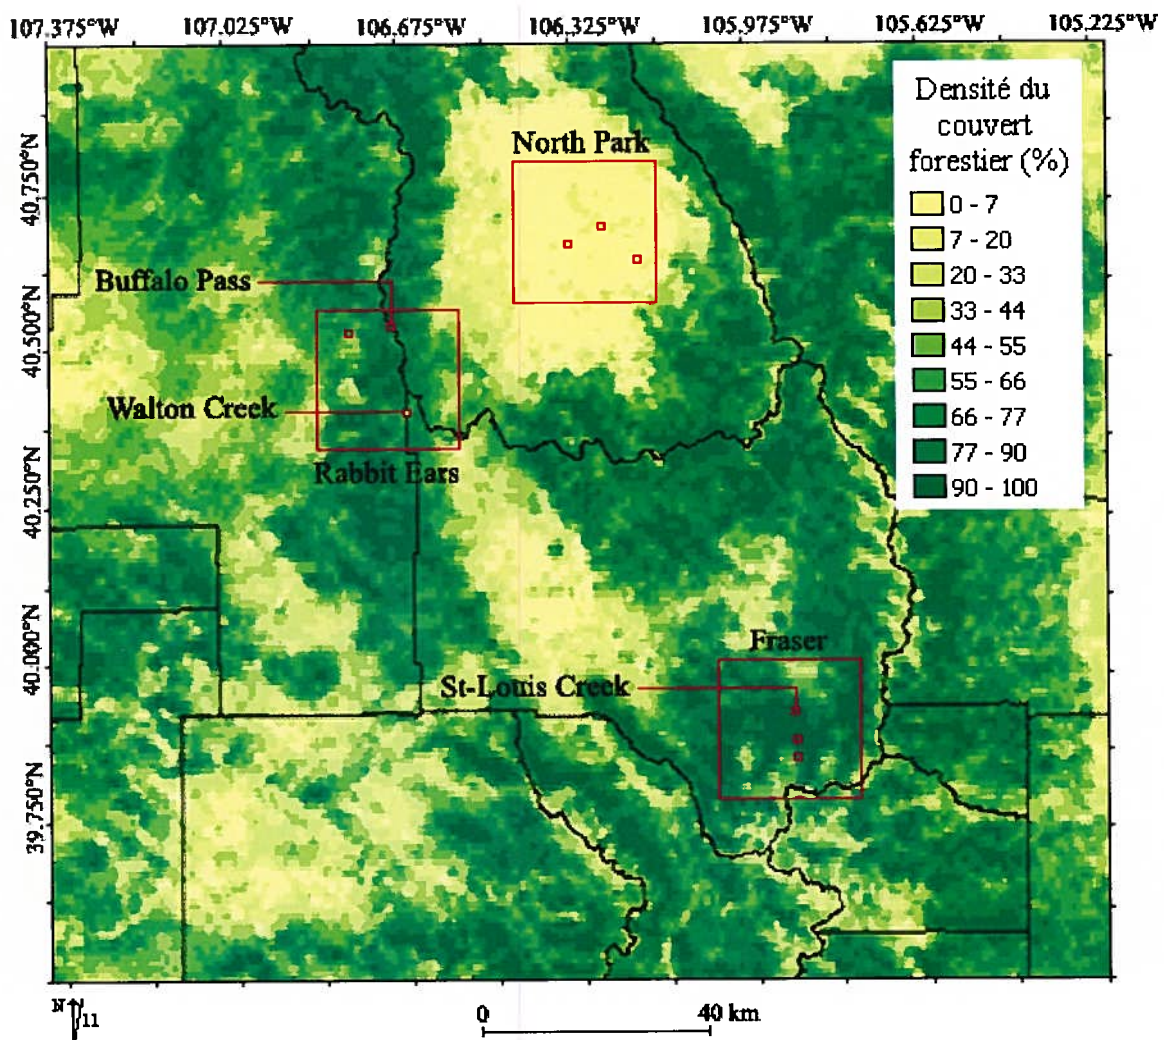 107.375°W 107.025°W 106.675°W 106.325°W 105.975°W 105.625°W 105.225°W
Densité du
couvert
forestier (%)
0 - 7
7 - 20
20 - 33
33 - 44
44 - 55
55 - 66
66 - 77
77 - 90
90 - 100
40.750°N
40.500°N
40.250°N
40.000°N
39.750°N
North Park
Buffalo Pass
Walton Creek
Rabbit Ears
Fraser
St-Louis Creek
N
11
0
40 km